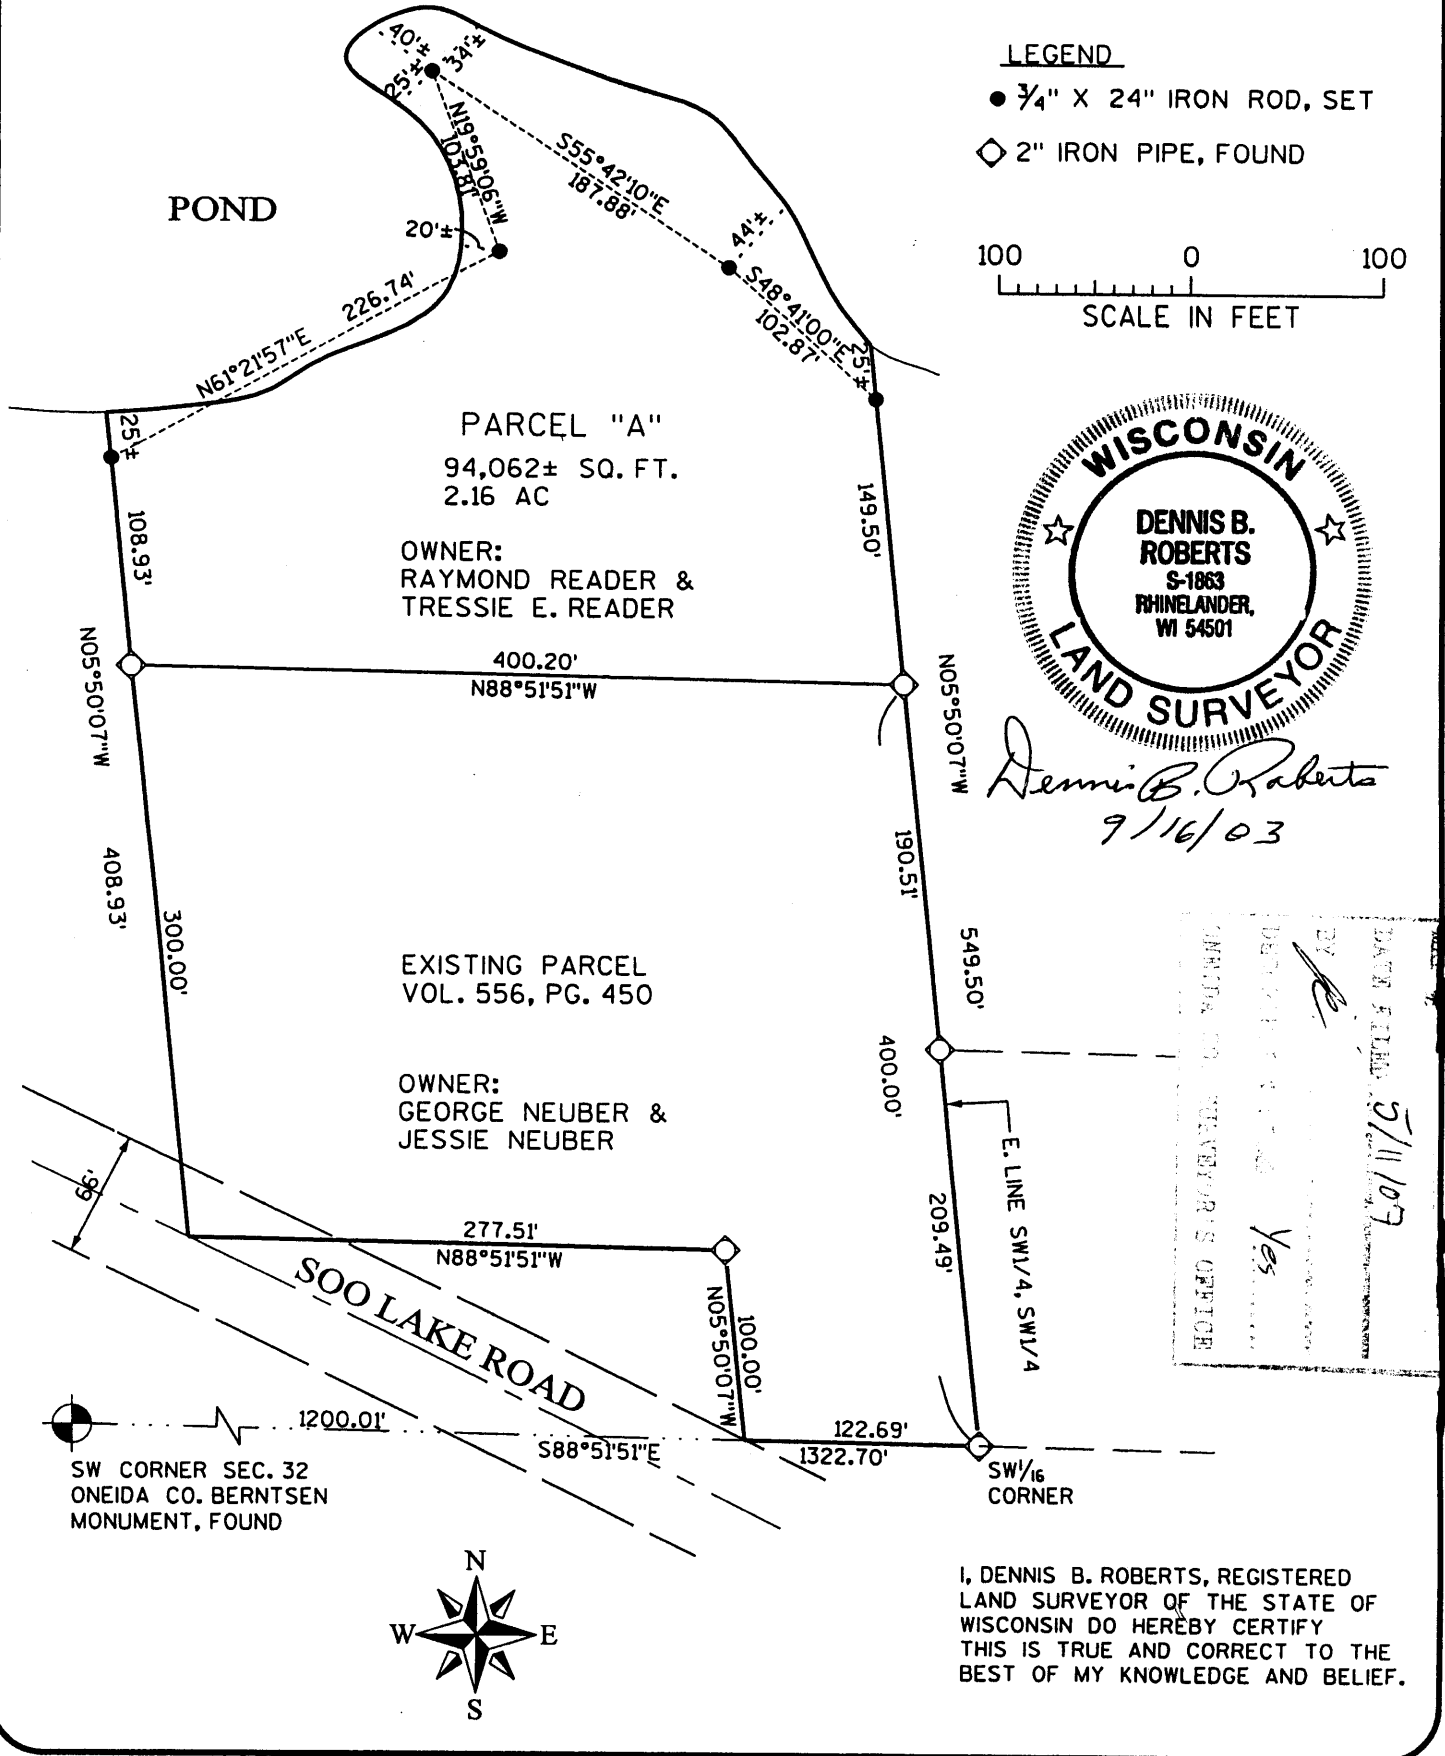 LEGEND
3/4" X 24" IRON ROD, SET
2" IRON PIPE, FOUND
100 0 100
SCALE IN FEET
40'±
34'±
25'±
N19°59'06"W
103.81'
S55°42'10"E
187.88'
POND
20'±
44'±
S48°41'00"E
102.87'
25'±
226.74'
N61°21'57"E
25'±
PARCEL "A"
94,062± SQ. FT.
2.16 AC
OWNER:
RAYMOND READER &
TRESSIE E. READER
108.93'
149.50'
WISCONSIN
DENNIS B.
ROBERTS
S-1863
RHINELANDER,
WI 54501
LAND SURVEYOR
Dennis B. Roberts
9/16/03
400.20'
N88°51'51"W
N05°50'07"W
N05°50'07"W
408.93'
300.00'
190.51'
549.50'
400.00'
EXISTING PARCEL
VOL. 556, PG. 450
OWNER:
GEORGE NEUBER &
JESSIE NEUBER
E. LINE SW1/4, SW1/4
209.49'
DATE FILED 5/11/07
BY
Yes
ONEIDA CO. SURVEYOR'S OFFICE
66'
277.51'
N88°51'51"W
SOO LAKE ROAD
100.00'
N05°50'07"W
1200.01'
S88°51'51"E
122.69'
1322.70'
SW CORNER SEC. 32
ONEIDA CO. BERNTSEN
MONUMENT, FOUND
SW1/16
CORNER
N
W E
S
I, DENNIS B. ROBERTS, REGISTERED
LAND SURVEYOR OF THE STATE OF
WISCONSIN DO HEREBY CERTIFY
THIS IS TRUE AND CORRECT TO THE
BEST OF MY KNOWLEDGE AND BELIEF.